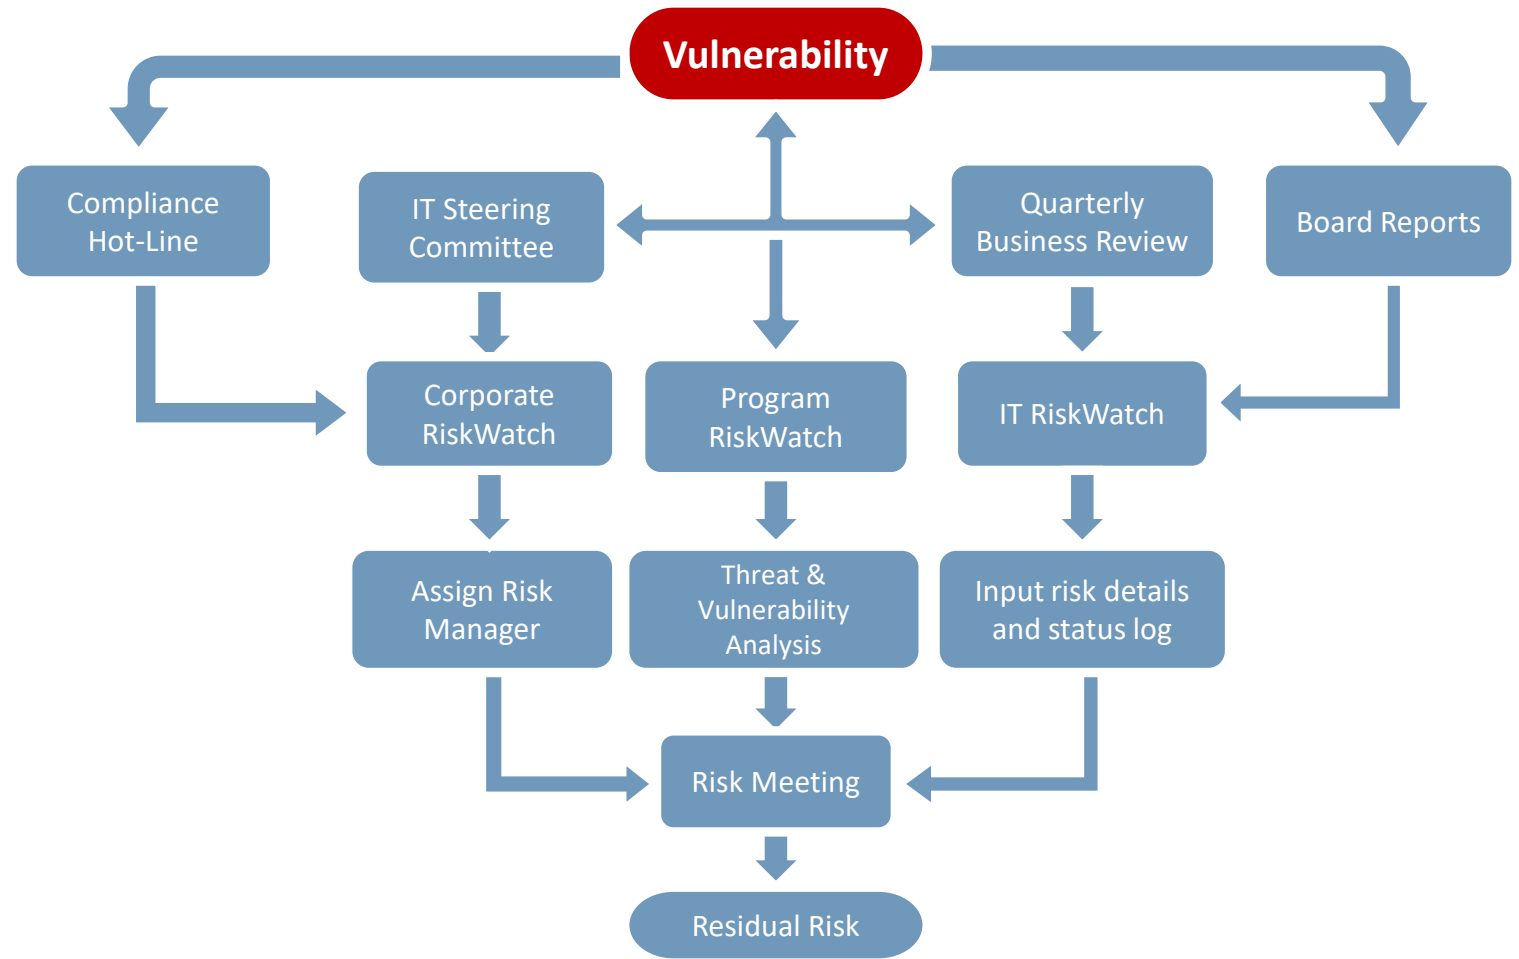 Vulnerability
Compliance
Hot-Line
IT Steering
Committee
Quarterly
Business Review
Board Reports
Corporate
RiskWatch
Program
RiskWatch
IT RiskWatch
Assign Risk
Manager
Threat &
Vulnerability
Analysis
Input risk details
and status log
Risk Meeting
Residual Risk